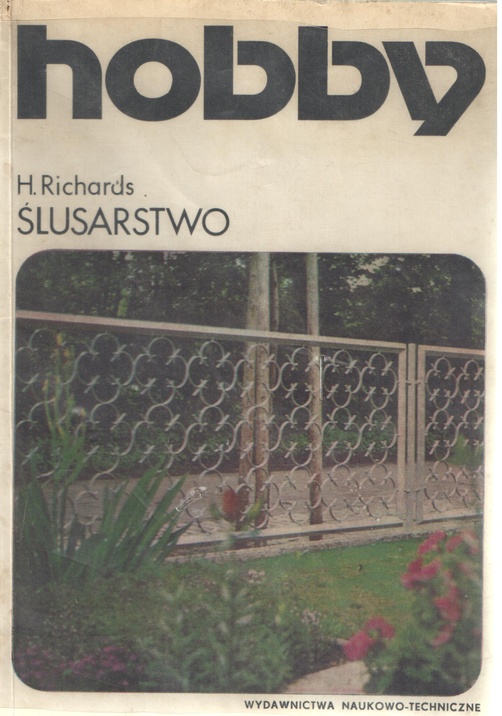 hobby
H. Richards
ŚLUSARSTWO
WYDAWNICTWA NAUKOWO-TECHNICZNE